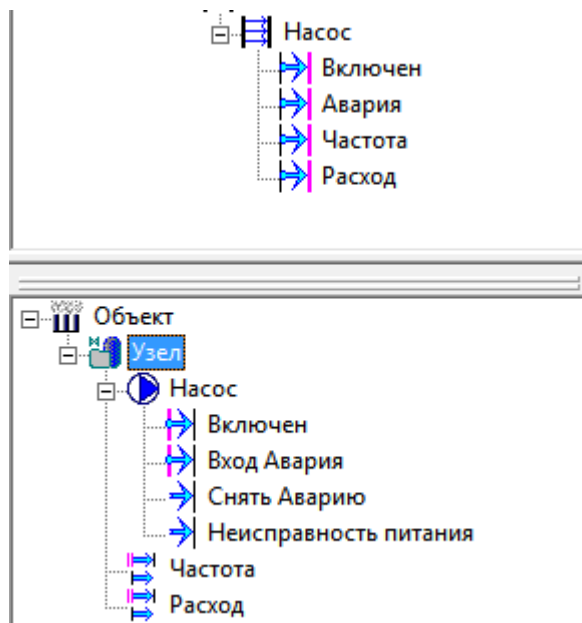 Насос
Включен
Авария
Частота
Расход
Объект
Узел
Насос
Включен
Вход Авария
Снять Аварию
Неисправность питания
Частота
Расход